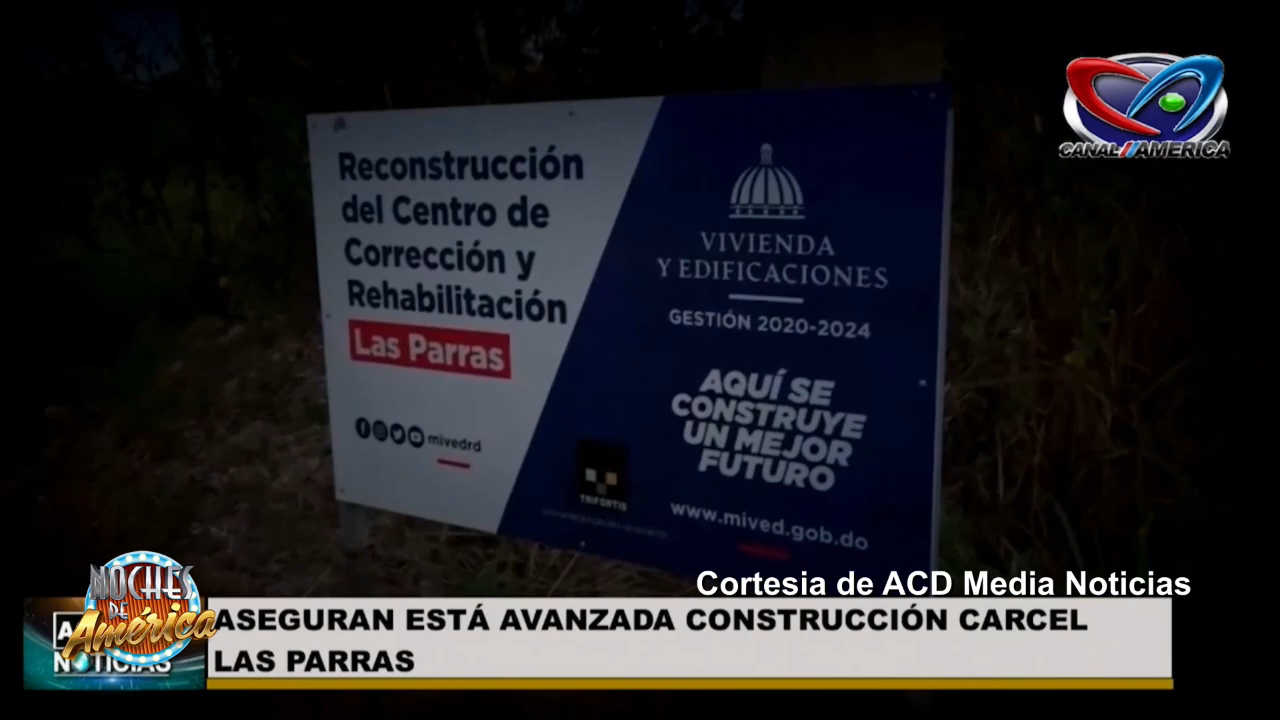 CANAL AMERICA
Reconstrucción
del Centro de
Corrección y
Rehabilitación
Las Parras
mivedrd
VIVIENDA
Y EDIFICACIONES
GESTIÓN 2020-2024
AQUÍ SE
CONSTRUYE
UN MEJOR
FUTURO
TRIFORTIS
www.mived.gob.do
Cortesia de ACD Media Noticias
NOCHES
DE
América
NOTICIAS
ASEGURAN ESTÁ AVANZADA CONSTRUCCIÓN CARCEL
LAS PARRAS